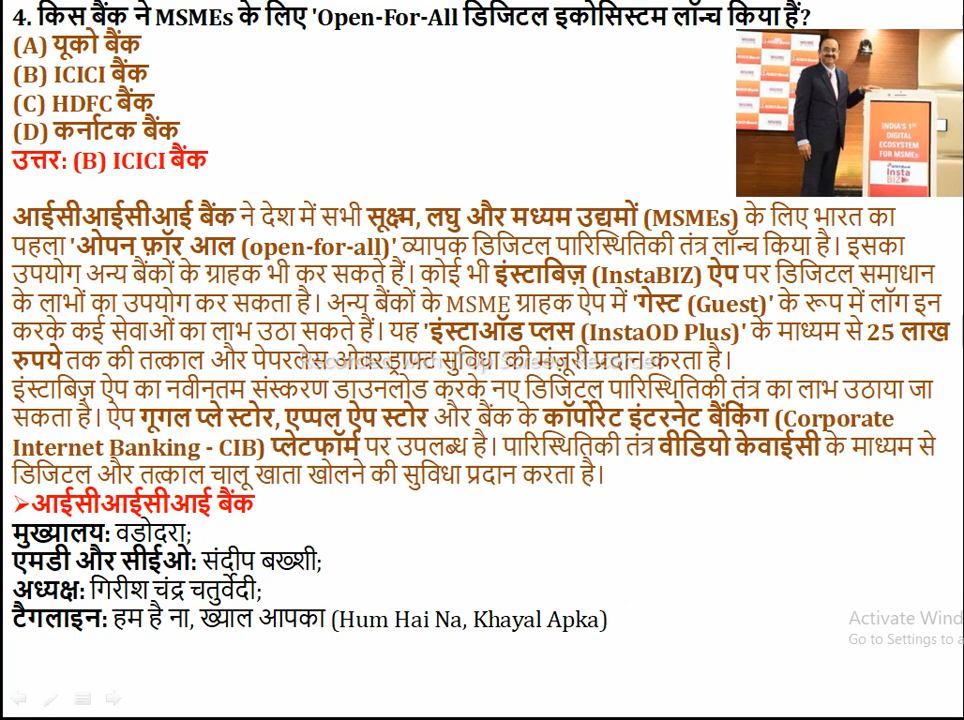 4. किस बैंक ने MSMEs के लिए 'Open-For-All डिजिटल इकोसिस्टम लॉन्च किया हैं?
(A) यूको बैंक
(B) ICICI बैंक
(C) HDFC बैंक
(D) कर्नाटक बैंक
उत्तर: (B) ICICI बैंक
INDIA'S 1ST
DIGITAL
ECOSYSTEM
FOR MSMEs
Insta
BIZ
आईसीआईसीआई बैंक ने देश में सभी सूक्ष्म, लघु और मध्यम उद्यमों (MSMEs) के लिए भारत का
पहला 'ओपन फ़ॉर आल (open-for-all)' व्यापक डिजिटल पारिस्थितिकी तंत्र लॉन्च किया है। इसका
उपयोग अन्य बैंकों के ग्राहक भी कर सकते हैं। कोई भी इंस्टाबिज़ (InstaBIZ) ऐप पर डिजिटल समाधान
के लाभों का उपयोग कर सकता है। अन्य बैंकों के MSME ग्राहक ऐप में 'गेस्ट (Guest)' के रूप में लॉग इन
करके कई सेवाओं का लाभ उठा सकते हैं। यह 'इंस्टाऑड प्लस (InstaOD Plus)' के माध्यम से 25 लाख
रुपये तक की तत्काल और पेपरलेस ओवरड्राफ्ट सुविधा की मंजूरी प्रदान करता है।
इंस्टाबिज़ ऐप का नवीनतम संस्करण डाउनलोड करके नए डिजिटल पारिस्थितिकी तंत्र का लाभ उठाया जा
सकता है। ऐप गूगल प्ले स्टोर, एप्पल ऐप स्टोर और बैंक के कॉर्पोरेट इंटरनेट बैंकिंग (Corporate
Internet Banking - CIB) प्लेटफॉर्म पर उपलब्ध है। पारिस्थितिकी तंत्र वीडियो केवाईसी के माध्यम से
डिजिटल और तत्काल चालू खाता खोलने की सुविधा प्रदान करता है।
➢आईसीआईसीआई बैंक
मुख्यालय: वडोदरा;
एमडी और सीईओ: संदीप बख्शी;
अध्यक्ष: गिरीश चंद्र चतुर्वेदी;
टैगलाइन: हम है ना, ख्याल आपका (Hum Hai Na, Khayal Apka)
Activate Wind
Go to Settings to a